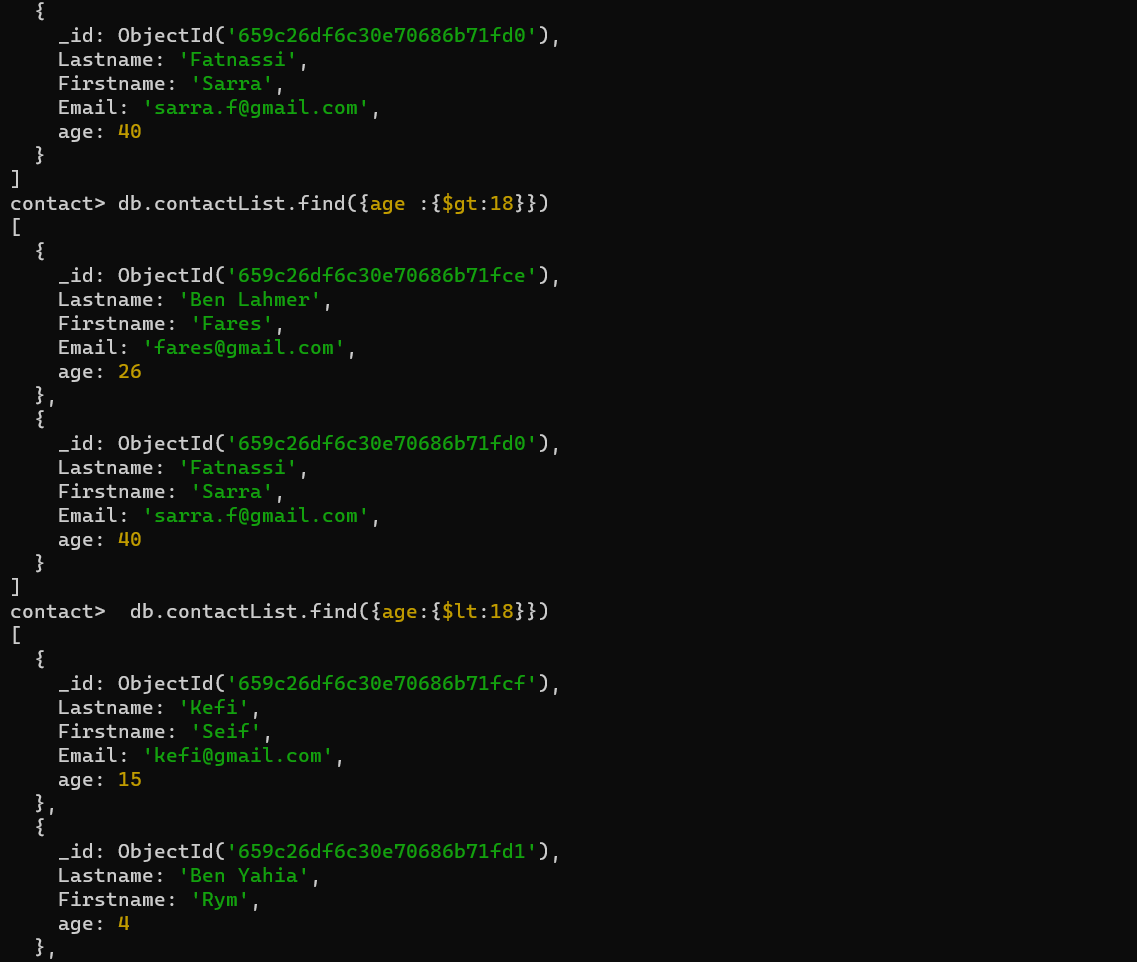 {
    _id: ObjectId('659c26df6c30e70686b71fd0'),
    Lastname: 'Fatnassi',
    Firstname: 'Sarra',
    Email: 'sarra.f@gmail.com',
    age: 40
  }
]
contact> db.contactList.find({age :{$gt:18}})
[
  {
    _id: ObjectId('659c26df6c30e70686b71fce'),
    Lastname: 'Ben Lahmer',
    Firstname: 'Fares',
    Email: 'fares@gmail.com',
    age: 26
  },
  {
    _id: ObjectId('659c26df6c30e70686b71fd0'),
    Lastname: 'Fatnassi',
    Firstname: 'Sarra',
    Email: 'sarra.f@gmail.com',
    age: 40
  }
]
contact>  db.contactList.find({age:{$lt:18}})
[
  {
    _id: ObjectId('659c26df6c30e70686b71fcf'),
    Lastname: 'Kefi',
    Firstname: 'Seif',
    Email: 'kefi@gmail.com',
    age: 15
  },
  {
    _id: ObjectId('659c26df6c30e70686b71fd1'),
    Lastname: 'Ben Yahia',
    Firstname: 'Rym',
    age: 4
  },